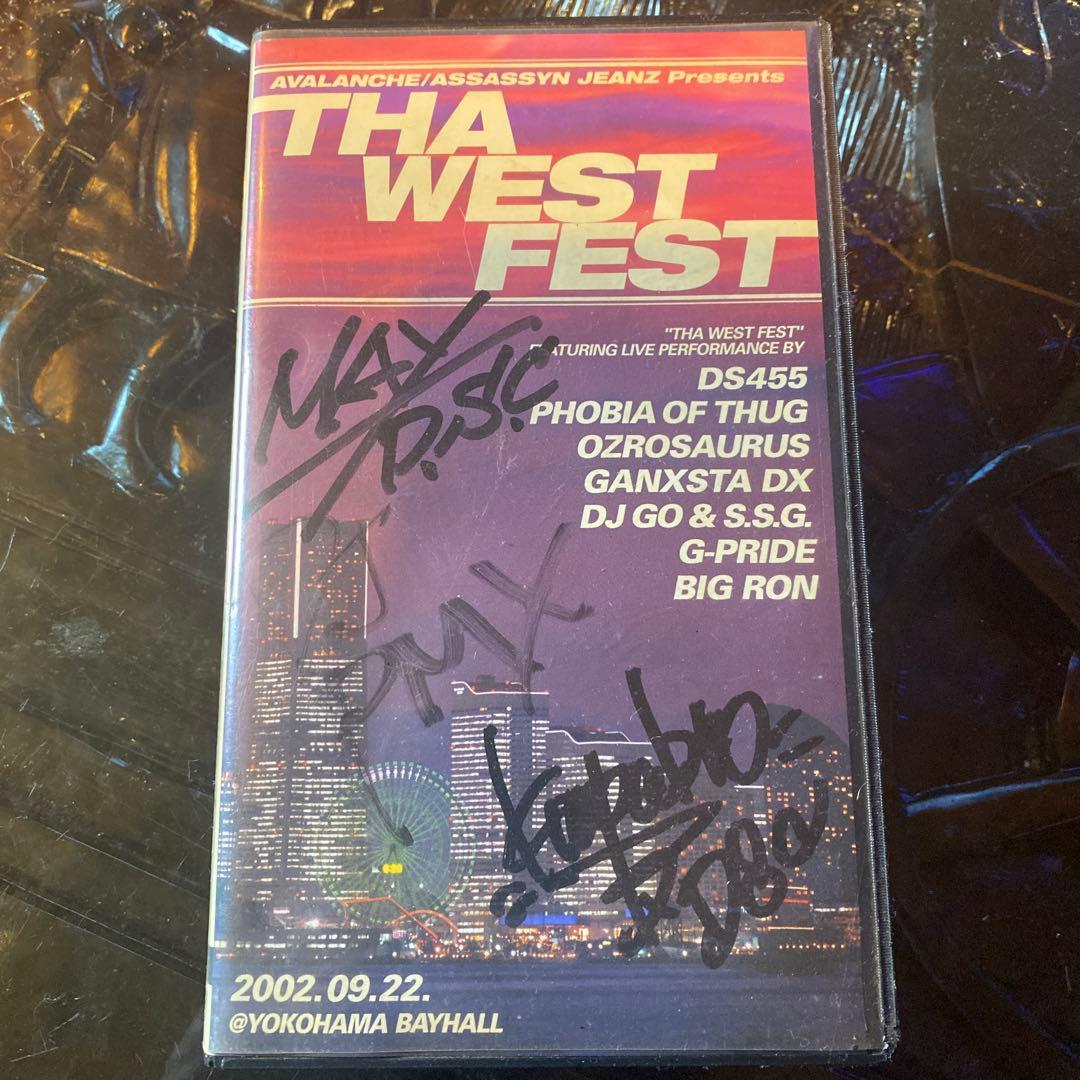 AVALANCHE/ASSASSYN JEANZ Presents
THA
WEST
FEST
"THA WEST FEST"
FEATURING LIVE PERFORMANCE BY
DS455
PHOBIA OF THUG
OZROSAURUS
GANXSTA DX
DJ GO & S.S.G.
G-PRIDE
BIG RON
MAY
D.S.C
2002.09.22.
@YOKOHAMA BAYHALL